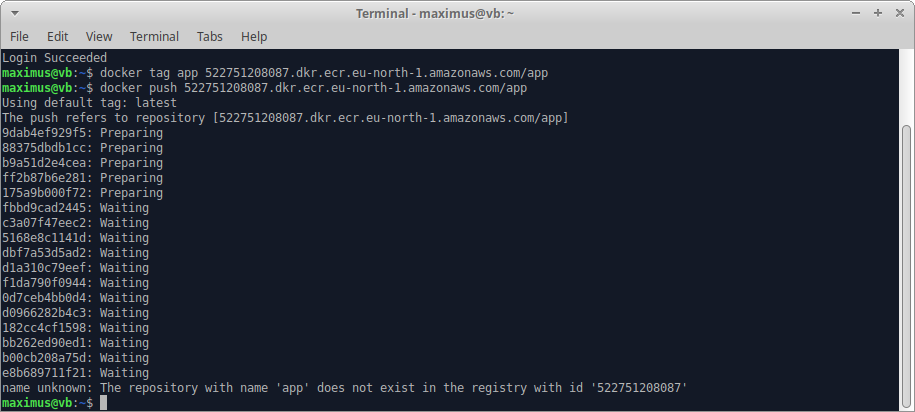 Terminal - maximus@vb: ~
File Edit View Terminal Tabs Help
Login Succeeded
maximus@vb:~$ docker tag app 522751208087.dkr.ecr.eu-north-1.amazonaws.com/app
maximus@vb:~$ docker push 522751208087.dkr.ecr.eu-north-1.amazonaws.com/app
Using default tag: latest
The push refers to repository [522751208087.dkr.ecr.eu-north-1.amazonaws.com/app]
9dab4ef929f5: Preparing
88375dbdb1cc: Preparing
b9a51d2e4cea: Preparing
ff2b87b6e281: Preparing
175a9b000f72: Preparing
fbbd9cad2445: Waiting
c3a07f47eec2: Waiting
5168e8c1141d: Waiting
dbf7a53d5ad2: Waiting
d1a310c79eef: Waiting
f1da790f0944: Waiting
0d7ceb4bb0d4: Waiting
d0966282b4c3: Waiting
182cc4cf1598: Waiting
bb262ed90ed1: Waiting
b00cb208a75d: Waiting
e8b689711f21: Waiting
name unknown: The repository with name 'app' does not exist in the registry with id '522751208087'
maximus@vb:~$